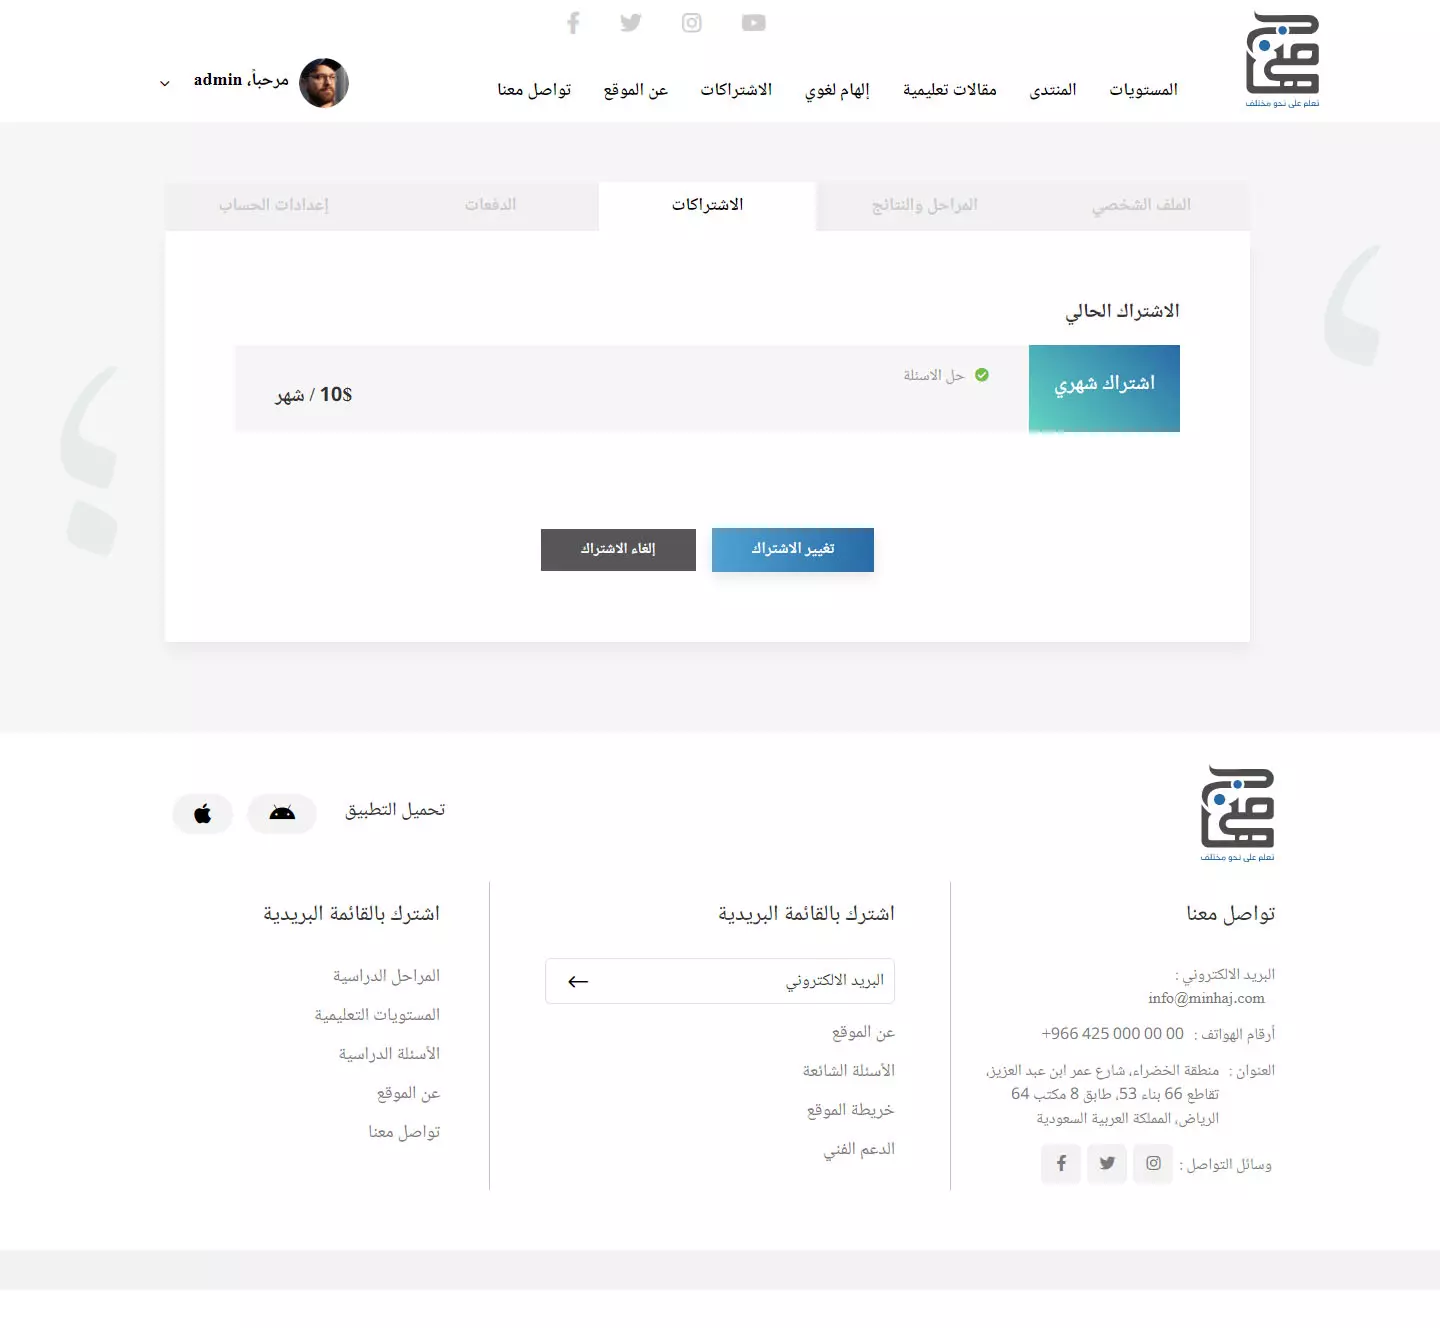 تعلم على نحو مختلف
المستويات
المنتدى
مقالات تعليمية
إلهام لغوي
الاشتراكات
عن الموقع
تواصل معنا
مرحباً، admin
الملف الشخصي
المراحل والنتائج
الاشتراكات
الدفعات
إعدادات الحساب
الاشتراك الحالي
اشتراك شهري
حل الاسئلة
10$ / شهر
تغيير الاشتراك
إلغاء الاشتراك
تعلم على نحو مختلف
تحميل التطبيق
تواصل معنا
البريد الالكتروني :
info@minhaj.com
أرقام الهواتف : +966 425 000 00 00
العنوان : منطقة الخضراء، شارع عمر ابن عبد العزيز،
تقاطع 66 بناء 53، طابق 8 مكتب 64
الرياض، المملكة العربية السعودية
وسائل التواصل :
اشترك بالقائمة البريدية
البريد الالكتروني
عن الموقع
الأسئلة الشائعة
خريطة الموقع
الدعم الفني
اشترك بالقائمة البريدية
المراحل الدراسية
المستويات التعليمية
الأسئلة الدراسية
عن الموقع
تواصل معنا